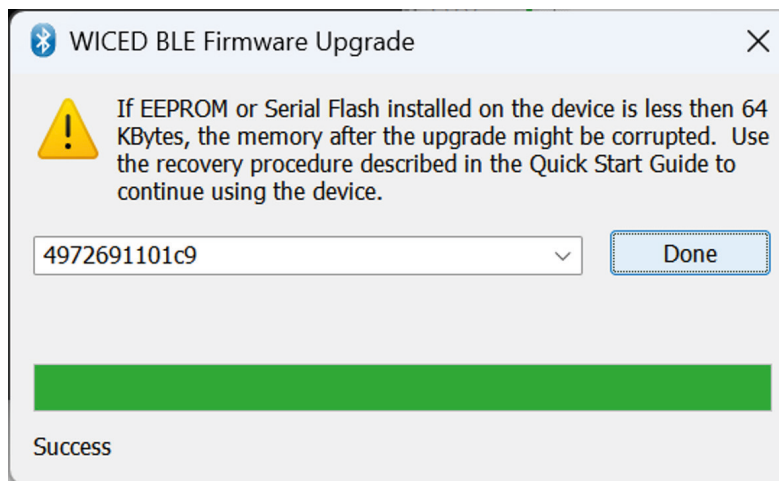 WICED BLE Firmware Upgrade
If EEPROM or Serial Flash installed on the device is less then 64
KBytes, the memory after the upgrade might be corrupted.  Use
the recovery procedure described in the Quick Start Guide to
continue using the device.
4972691101c9
Done
Success